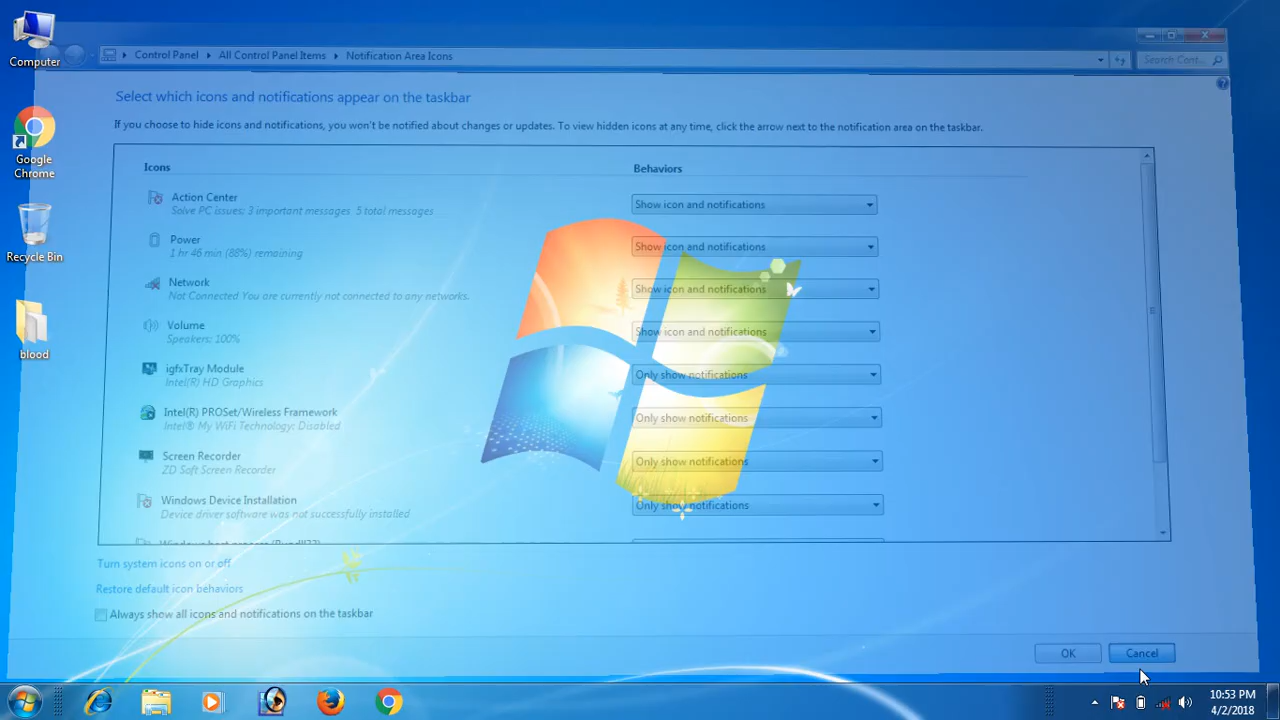 Computer
Google
Chrome
Recycle Bin
blood
Control Panel
All Control Panel Items
Notification Area Icons
Search Cont...
Select which icons and notifications appear on the taskbar
If you choose to hide icons and notifications, you won't be notified about changes or updates. To view hidden icons at any time, click the arrow next to the notification area on the taskbar.
Icons
Behaviors
Action Center
Solve PC issues: 3 important messages 5 total messages
Show icon and notifications
Power
1 hr 46 min (88%) remaining
Show icon and notifications
Network
Not Connected You are currently not connected to any networks.
Show icon and notifications
Volume
Speakers: 100%
Show icon and notifications
igfxTray Module
Intel(R) HD Graphics
Only show notifications
Intel(R) PROSet/Wireless Framework
Intel® My WiFi Technology: Disabled
Only show notifications
Screen Recorder
ZD Soft Screen Recorder
Only show notifications
Windows Device Installation
Device driver software was not successfully installed
Only show notifications
Windows host process
Turn system icons on or off
Restore default icon behaviors
Always show all icons and notifications on the taskbar
OK
Cancel
10:53 PM
4/2/2018